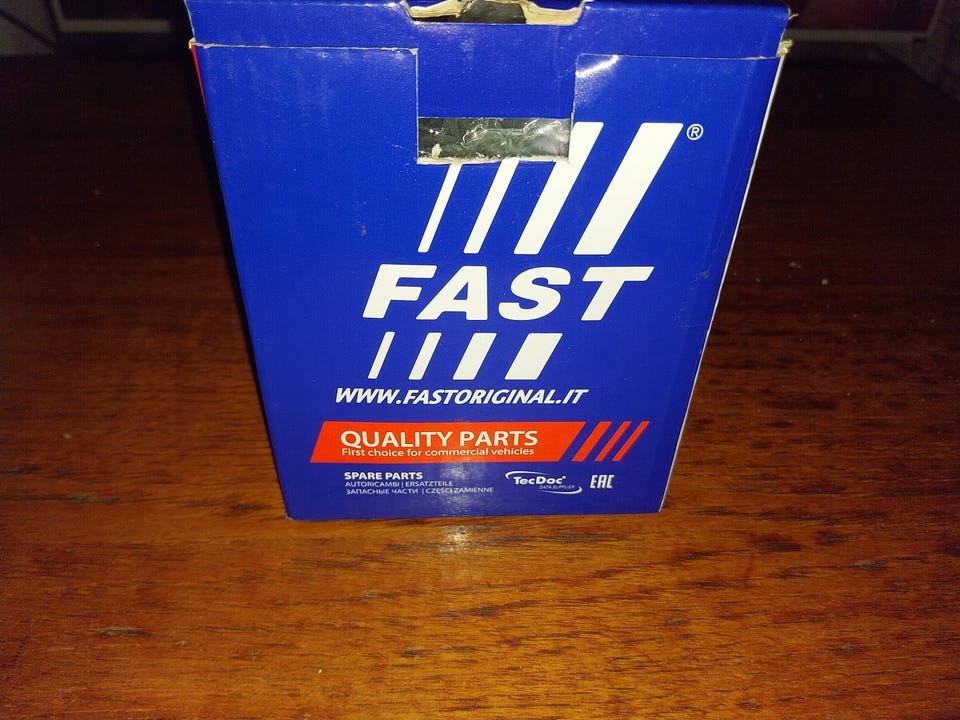 ®
FAST
WWW.FASTORIGINAL.IT
QUALITY PARTS
First choice for commercial vehicles
SPARE PARTS
AUTORICAMBI | ERSATZTEILE
ЗАПАСНЫЕ ЧАСТИ | CZĘŚCI ZAMIENNE
TecDoc®
DATA SUPPLIER
EAC